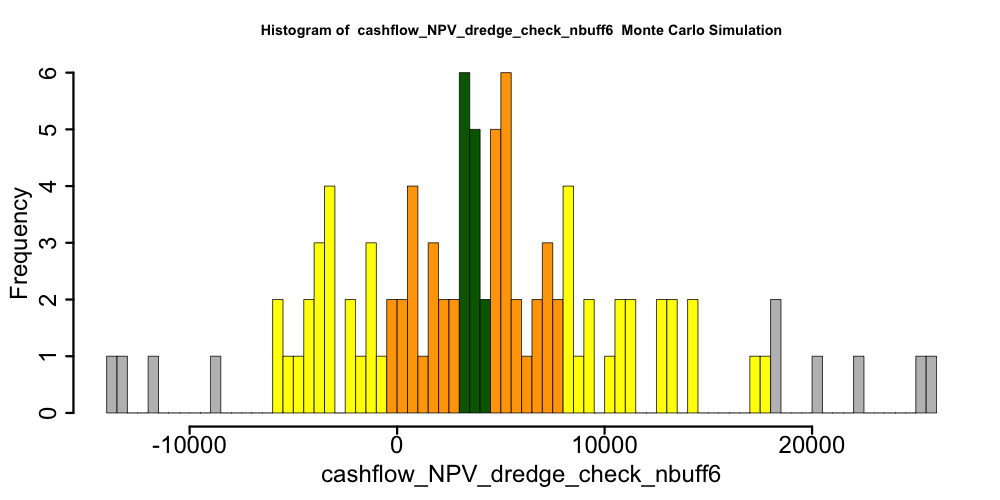 Histogram of  cashflow_NPV_dredge_check_nbuff6  Monte Carlo Simulation
6
5
4
3
2
1
0
Frequency
-10000 0 10000 20000
cashflow_NPV_dredge_check_nbuff6